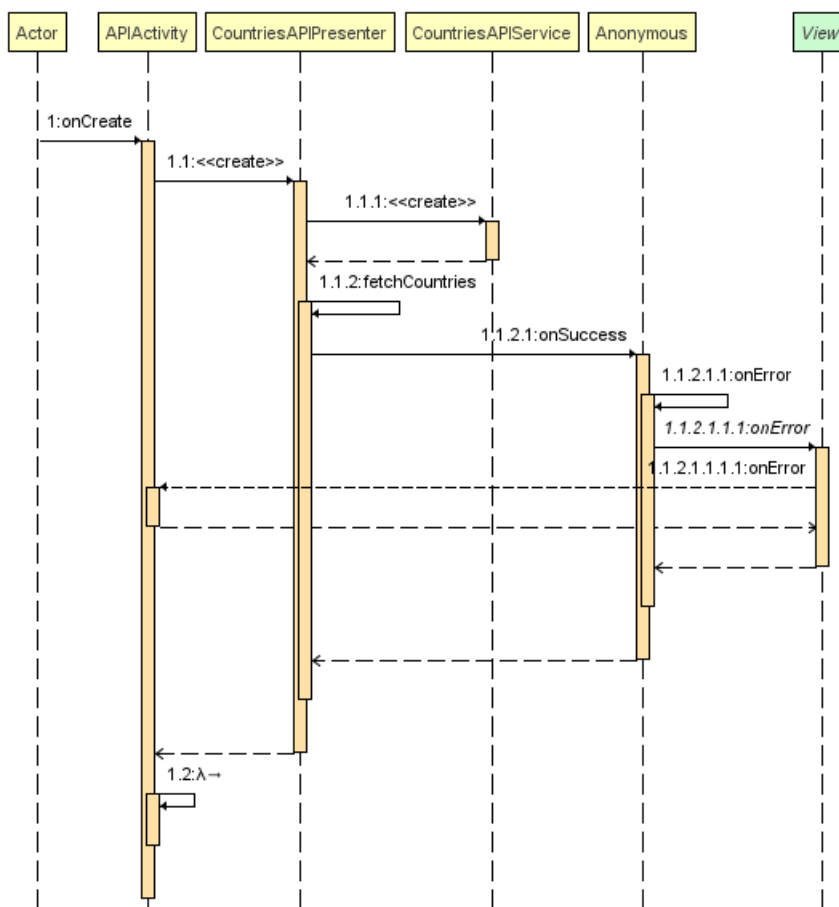 Actor
APIActivity
CountriesAPIPresenter
CountriesAPIService
Anonymous
View
1:onCreate
1.1:<<create>>
1.1.1:<<create>>
1.1.2:fetchCountries
1.1.2.1:onSuccess
1.1.2.1.1:onError
1.1.2.1.1.1:onError
1.1.2.1.1.1.1:onError
1.2:λ→